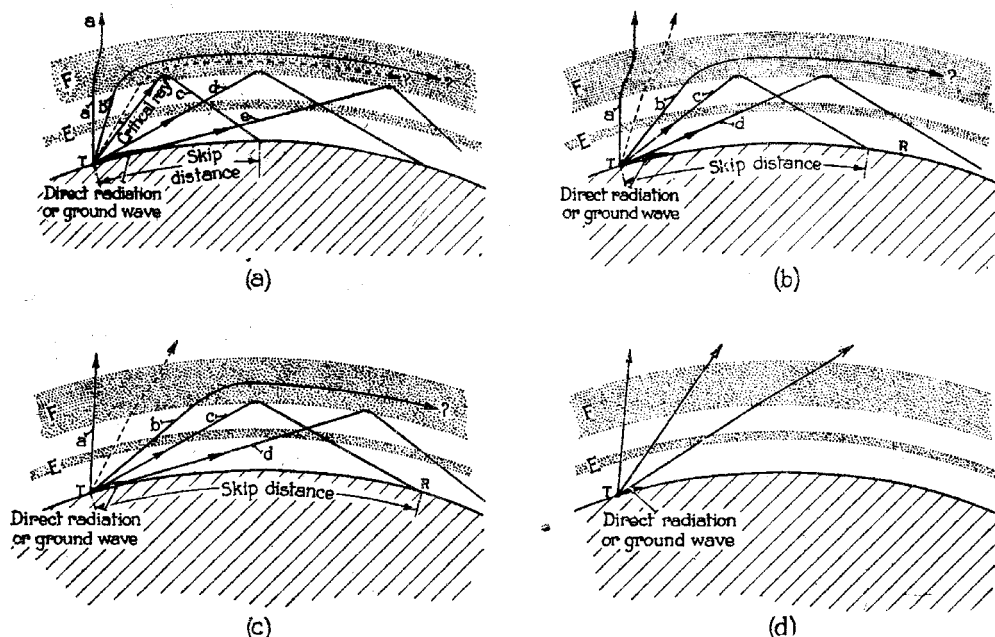 a
F
E
a
b
Critical ray
c
d
e
?
?
T
Skip
distance
Direct radiation
or ground wave
(a)
F
E
a
b
c
d
?
T
R
Skip distance
Direct radiation
or ground wave
(b)
F
E
a
b
c
d
?
T
R
Skip distance
Direct radiation
or ground wave
(c)
F
E
T
Direct radiation
or ground wave
(d)